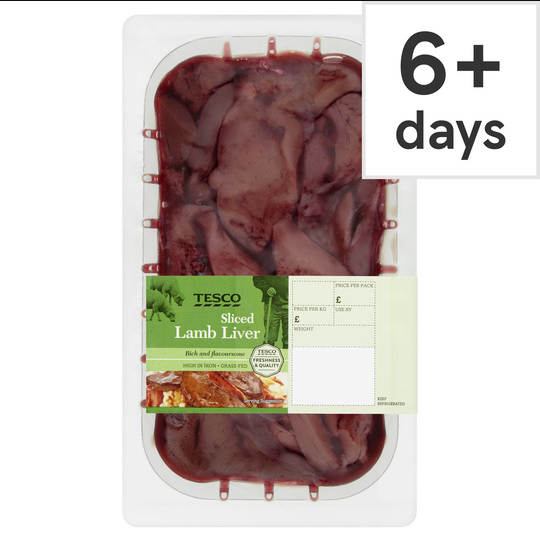 6+
days
TESCO
Sliced
Lamb Liver
Rich and flavoursome
HIGH IN IRON • GRASS-FED
TESCO
FRESHNESS
& QUALITY
Serving Suggestion
PRICE PER PACK
£
PRICE PER KG
£
USE BY
WEIGHT
KEEP
REFRIGERATED